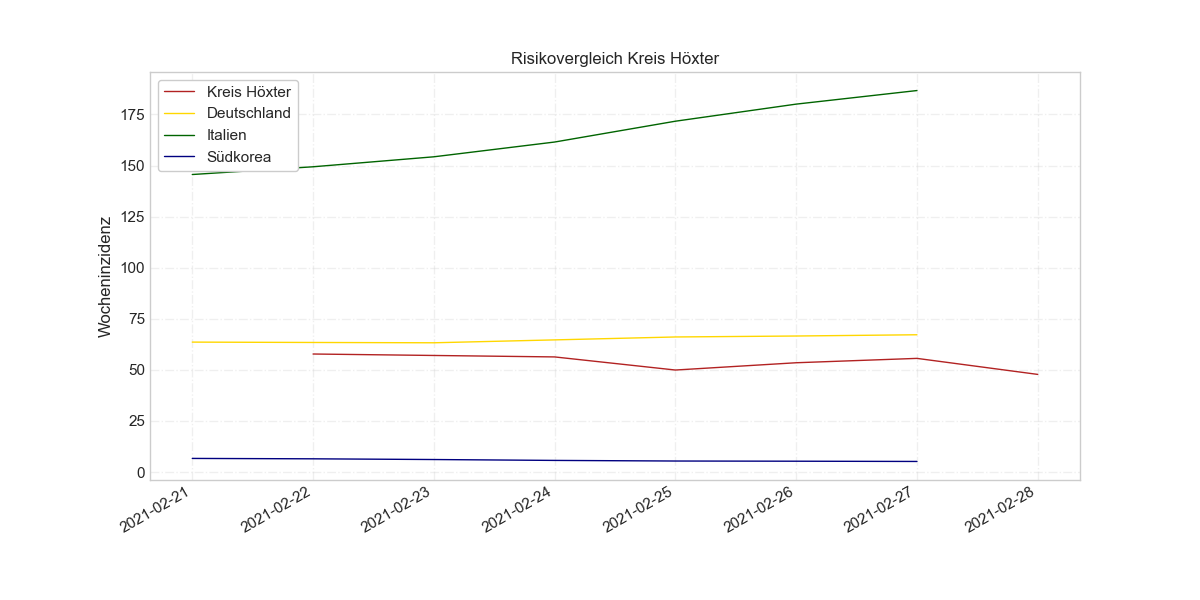 Risikovergleich Kreis Höxter
Kreis Höxter
Deutschland
Italien
Südkorea
Wocheninzidenz
175
150
125
100
75
50
25
0
2021-02-21
2021-02-22
2021-02-23
2021-02-24
2021-02-25
2021-02-26
2021-02-27
2021-02-28